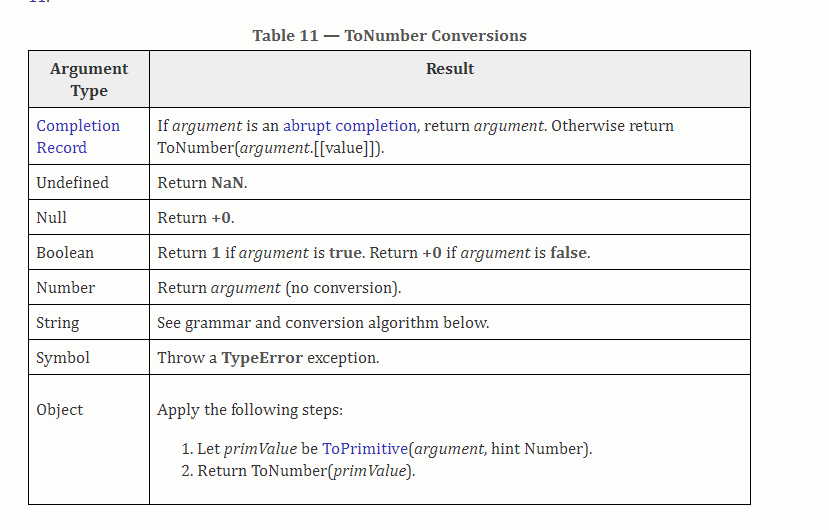 Table 11 — ToNumber Conversions
Argument
Type
Result
Completion
Record
If argument is an abrupt completion, return argument. Otherwise return
ToNumber(argument.[[value]]).
Undefined
Return NaN.
Null
Return +0.
Boolean
Return 1 if argument is true. Return +0 if argument is false.
Number
Return argument (no conversion).
String
See grammar and conversion algorithm below.
Symbol
Throw a TypeError exception.
Object
Apply the following steps:
1. Let primValue be ToPrimitive(argument, hint Number).
2. Return ToNumber(primValue).